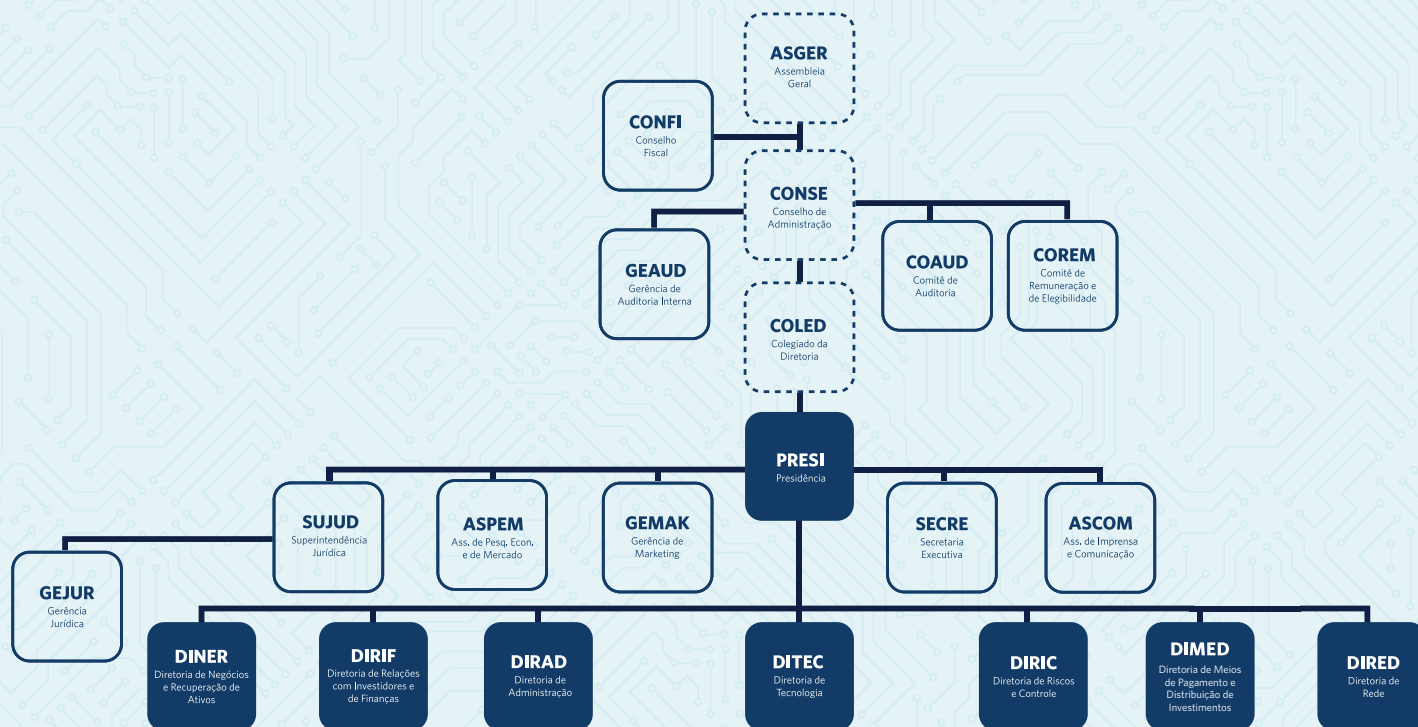 ASGER
Assembleia
Geral
CONFI
Conselho
Fiscal
CONSE
Conselho de
Administração
GEAUD
Gerência de
Auditoria Interna
COAUD
Comitê de
Auditoria
COREM
Comitê de
Remuneração e
de Elegibilidade
COLED
Colegiado da
Diretoria
PRESI
Presidência
SUJUD
Superintendência
Jurídica
ASPEM
Ass. de Pesq, Econ.
e de Mercado
GEMAK
Gerência de
Marketing
SECRE
Secretaria
Executiva
ASCOM
Ass. de Imprensa
e Comunicação
GEJUR
Gerência
Jurídica
DINER
Diretoria de Negócios
e Recuperação de
Ativos
DIRIF
Diretoria de Relações
com Investidores e
de Finanças
DIRAD
Diretoria de
Administração
DITEC
Diretoria de
Tecnologia
DIRIC
Diretoria de Riscos
e Controle
DIMED
Diretoria de Meios
de Pagamento e
Distribuição de
Investimentos
DIRED
Diretoria de
Rede